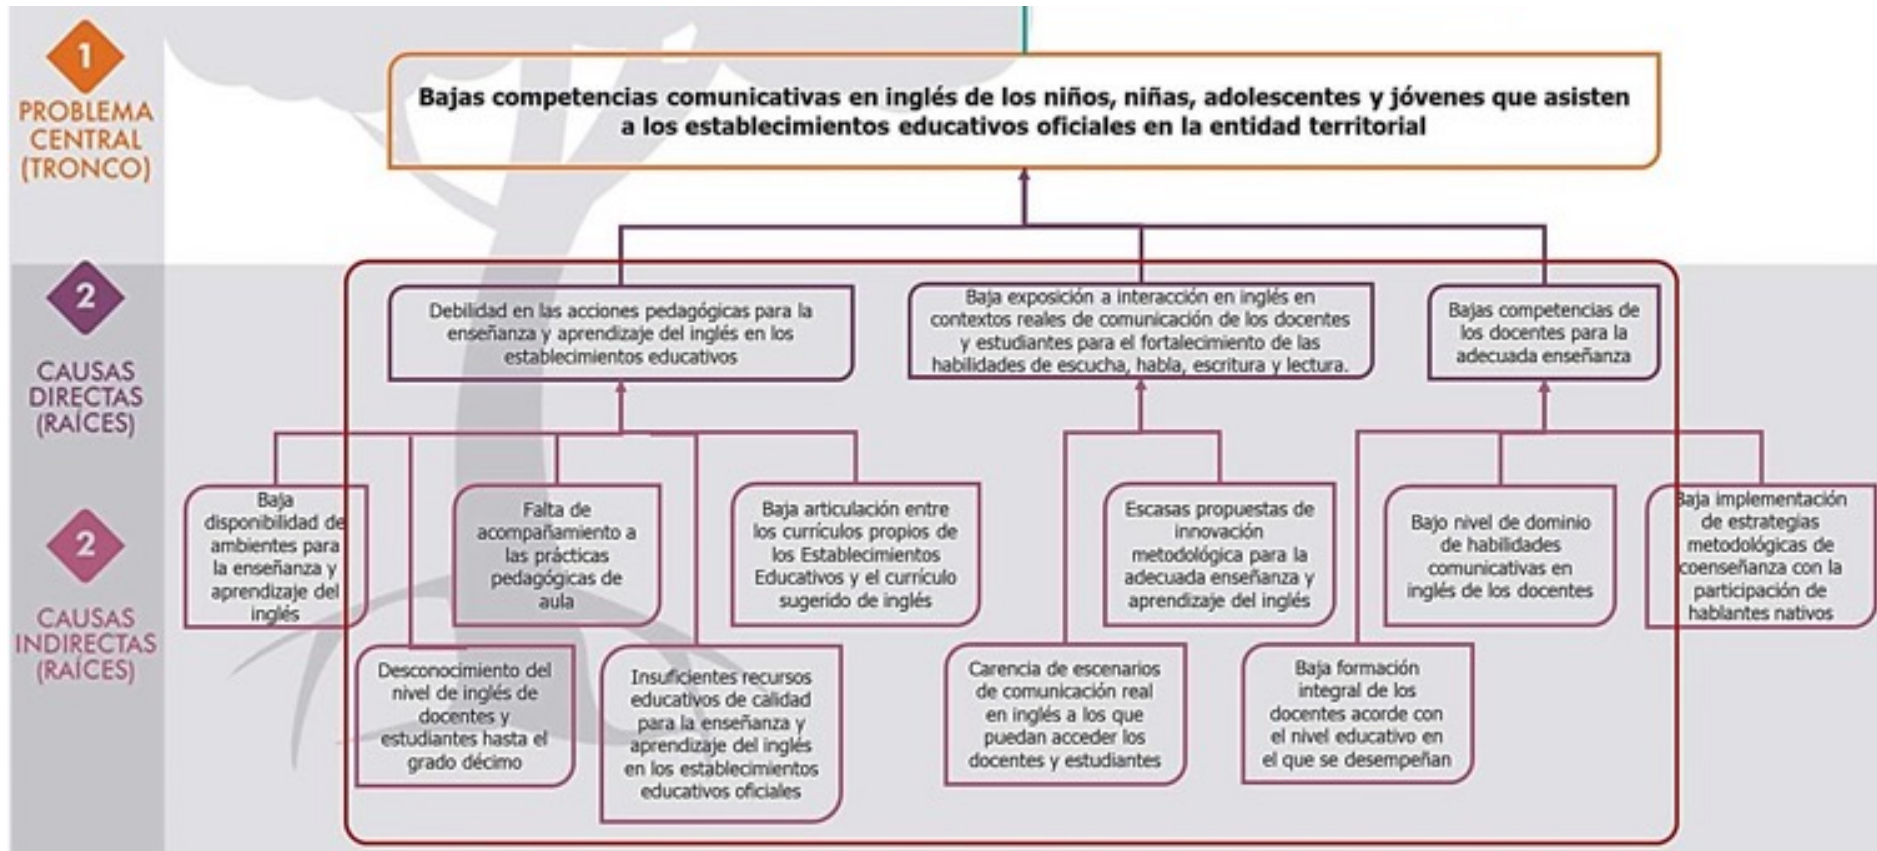 1
PROBLEMA
CENTRAL
(TRONCO)
Bajas competencias comunicativas en inglés de los niños, niñas, adolescentes y jóvenes que asisten
a los establecimientos educativos oficiales en la entidad territorial
2
CAUSAS
DIRECTAS
(RAÍCES)
Debilidad en las acciones pedagógicas para la
enseñanza y aprendizaje del inglés en los
establecimientos educativos
Baja exposición a interacción en inglés en
contextos reales de comunicación de los docentes
y estudiantes para el fortalecimiento de las
habilidades de escucha, habla, escritura y lectura.
Bajas competencias de
los docentes para la
adecuada enseñanza
2
CAUSAS
INDIRECTAS
(RAÍCES)
Baja
disponibilidad de
ambientes para
la enseñanza y
aprendizaje del
inglés
Falta de
acompañamiento a
las prácticas
pedagógicas de
aula
Baja articulación entre
los currículos propios de
los Establecimientos
Educativos y el currículo
sugerido de inglés
Escasas propuestas de
innovación
metodológica para la
adecuada enseñanza y
aprendizaje del inglés
Bajo nivel de dominio
de habilidades
comunicativas en
inglés de los docentes
Baja implementación
de estrategias
metodológicas de
coenseñanza con la
participación de
hablantes nativos
Desconocimiento del
nivel de inglés de
docentes y
estudiantes hasta el
grado décimo
Insuficientes recursos
educativos de calidad
para la enseñanza y
aprendizaje del inglés
en los establecimientos
educativos oficiales
Carencia de escenarios
de comunicación real
en inglés a los que
puedan acceder los
docentes y estudiantes
Baja formación
integral de los
docentes acorde con
el nivel educativo en
el que se desempeñan